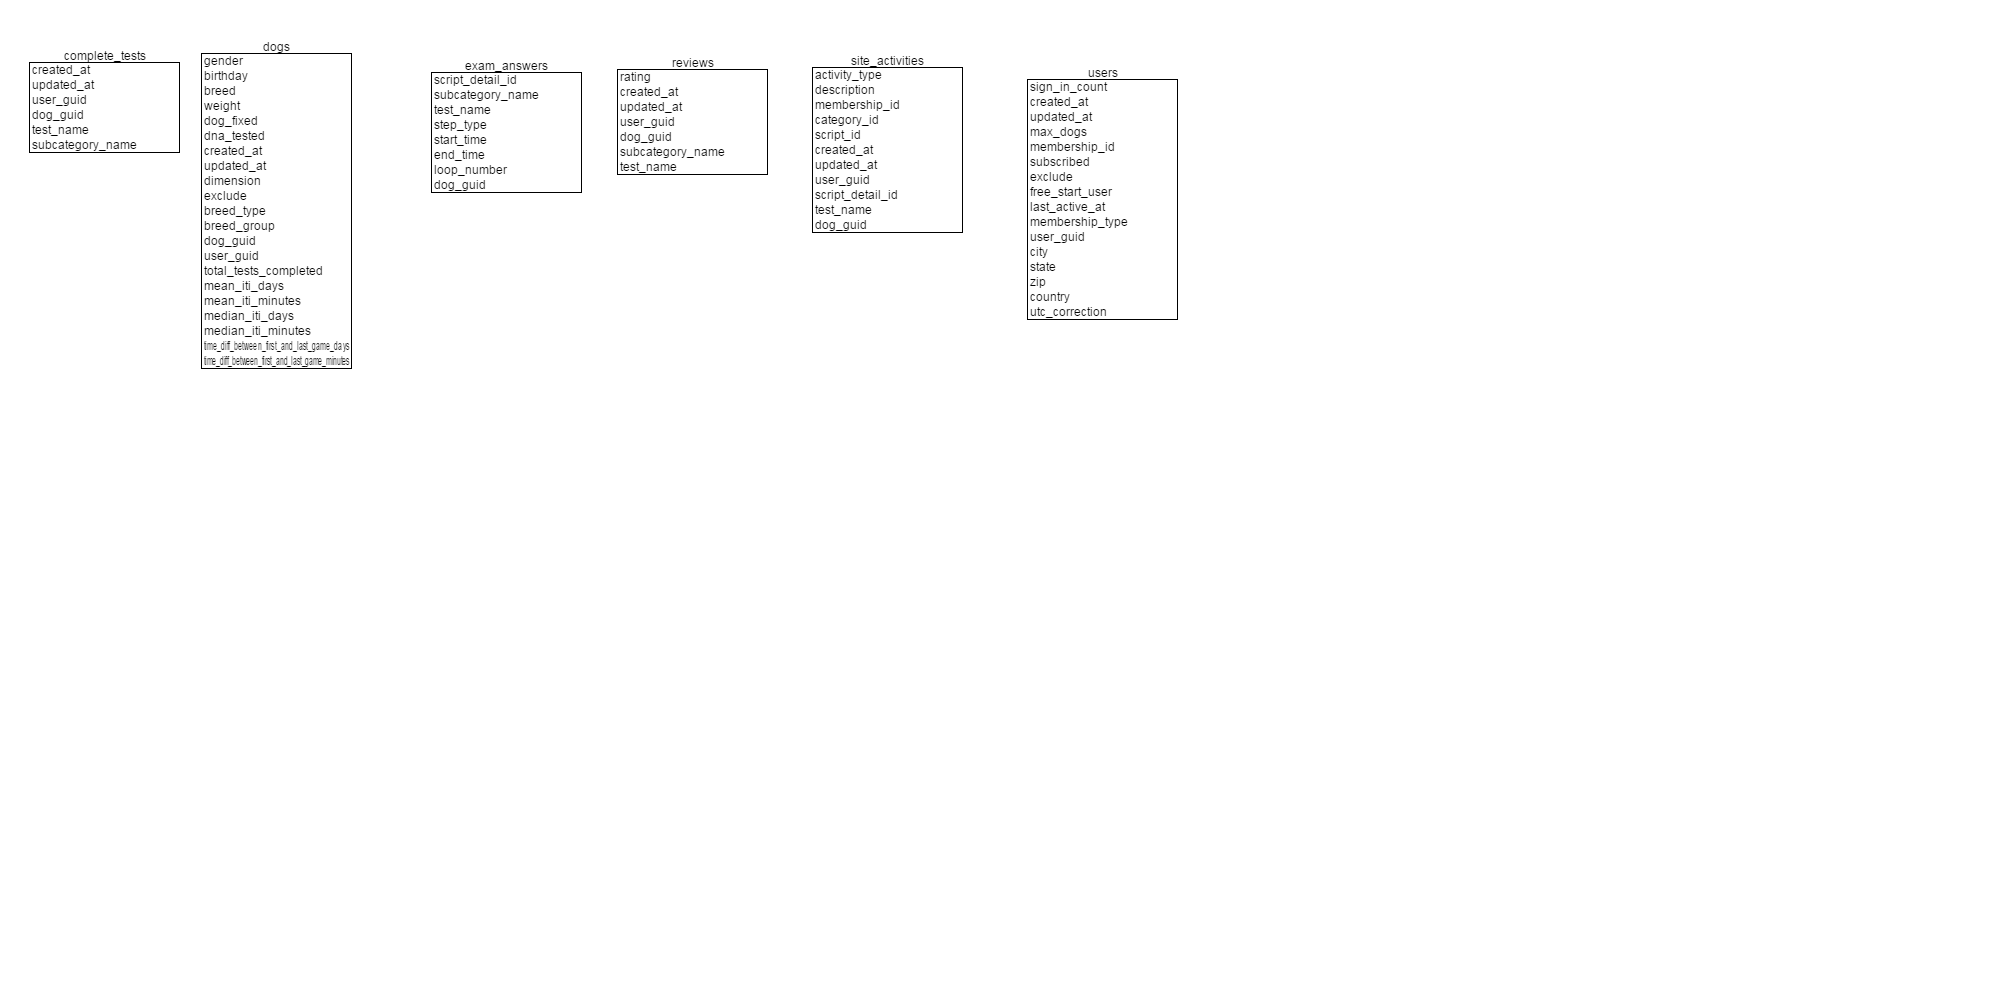 complete_tests
created_at
updated_at
user_guid
dog_guid
test_name
subcategory_name
dogs
gender
birthday
breed
weight
dog_fixed
dna_tested
created_at
updated_at
dimension
exclude
breed_type
breed_group
dog_guid
user_guid
total_tests_completed
mean_iti_days
mean_iti_minutes
median_iti_days
median_iti_minutes
time_diff_between_first_and_last_game_days
time_diff_between_first_and_last_game_minutes
exam_answers
script_detail_id
subcategory_name
test_name
step_type
start_time
end_time
loop_number
dog_guid
reviews
rating
created_at
updated_at
user_guid
dog_guid
subcategory_name
test_name
site_activities
activity_type
description
membership_id
category_id
script_id
created_at
updated_at
user_guid
script_detail_id
test_name
dog_guid
users
sign_in_count
created_at
updated_at
max_dogs
membership_id
subscribed
exclude
free_start_user
last_active_at
membership_type
user_guid
city
state
zip
country
utc_correction